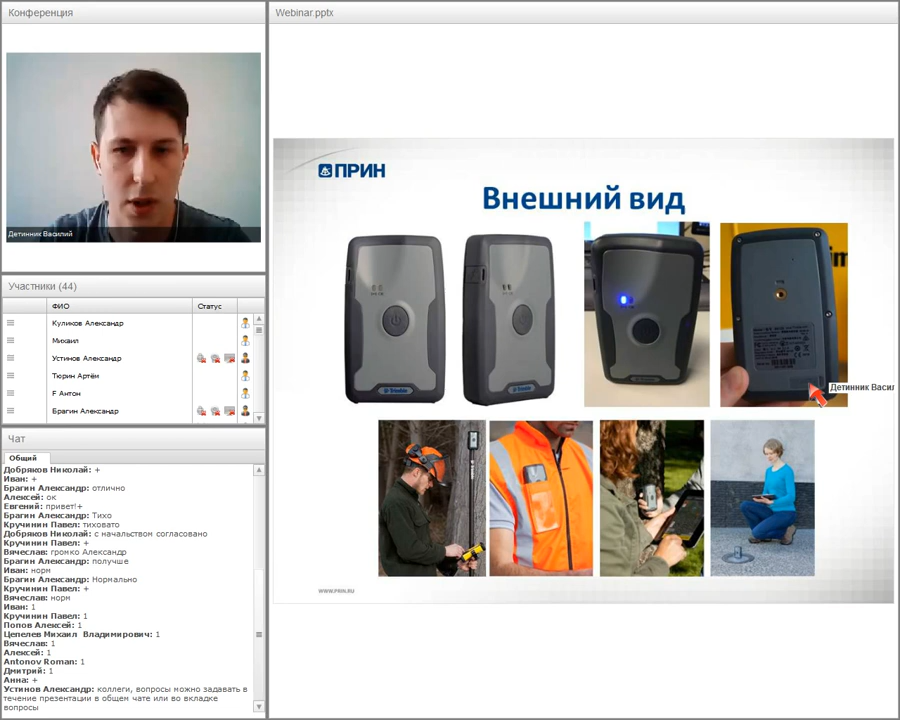 Конференция
Детинник Василий
Участники (44)
ФИО
Статус
Куликов Александр
Михаил
Устинов Александр
Тюрин Артём
F Антон
Брагин Александр
Чат
Общий
Добряков Николай: +
Иван: +
Брагин Александр: отлично
Алексей: ок
Евгений: привет!+
Брагин Александр: Тихо
Кручинин Павел: тиховато
Добряков Николай: с начальством согласовано
Кручинин Павел: +
Вячеслав: громко Александр
Брагин Александр: получше
Иван: норм
Брагин Александр: Нормально
Кручинин Павел: +
Вячеслав: норм
Иван: 1
Кручинин Павел: 1
Попов Алексей: 1
Цепелев Михаил Владимирович: 1
Вячеслав: 1
Алексей: 1
Antonov Roman: 1
Дмитрий: 1
Анна: +
Устинов Александр: коллеги, вопросы можно задавать в
течение презентации в общем чате или во вкладке
вопросы
Webinar.pptx
ПРИН
Внешний вид
Trimble
Trimble
Детинник Васил
WWW.PRIN.RU